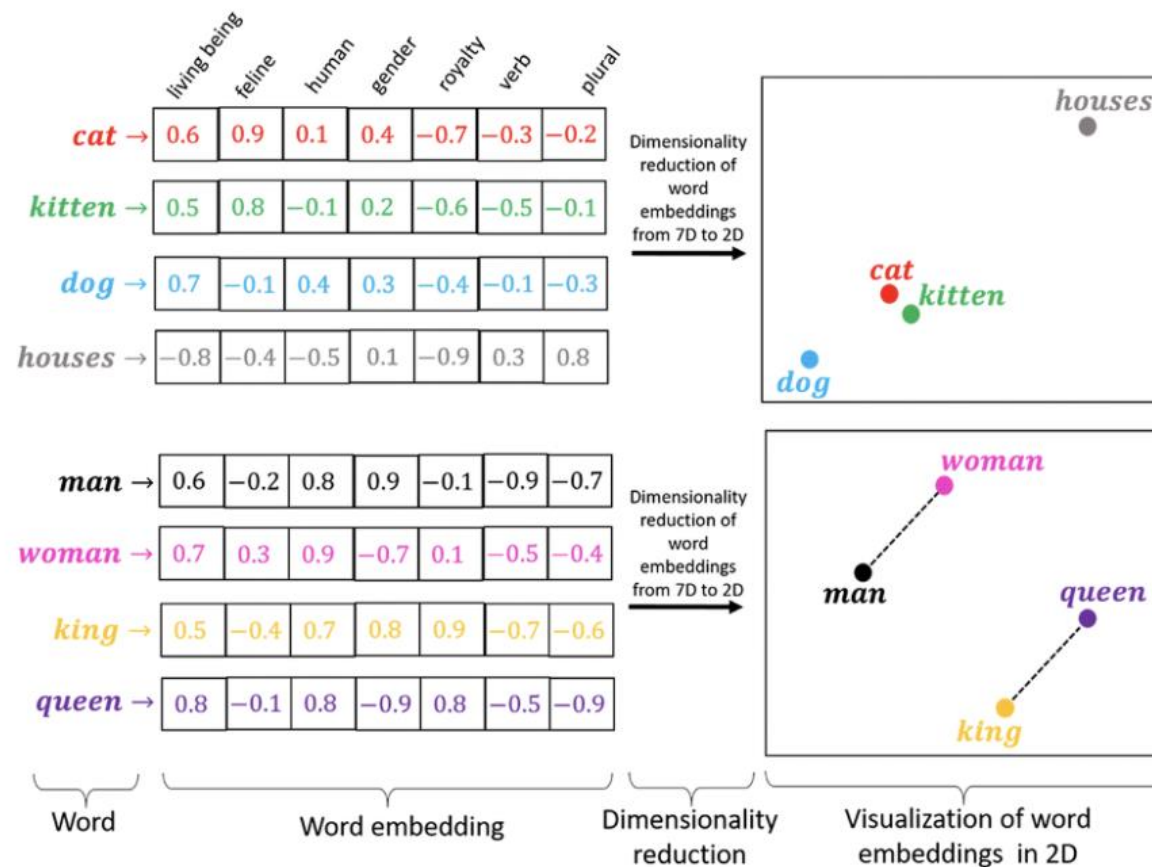 living being feline human gender royalty verb plural
cat → 0.6 0.9 0.1 0.4 −0.7 −0.3 −0.2
kitten → 0.5 0.8 −0.1 0.2 −0.6 −0.5 −0.1
dog → 0.7 −0.1 0.4 0.3 −0.4 −0.1 −0.3
houses → −0.8 −0.4 −0.5 0.1 −0.9 0.3 0.8
Dimensionality
reduction of
word
embeddings
from 7D to 2D
houses
cat
kitten
dog
man → 0.6 −0.2 0.8 0.9 −0.1 −0.9 −0.7
woman → 0.7 0.3 0.9 −0.7 0.1 −0.5 −0.4
king → 0.5 −0.4 0.7 0.8 0.9 −0.7 −0.6
queen → 0.8 −0.1 0.8 −0.9 0.8 −0.5 −0.9
Dimensionality
reduction of
word
embeddings
from 7D to 2D
woman
man
queen
king
Word
Word embedding
Dimensionality
reduction
Visualization of word
embeddings in 2D